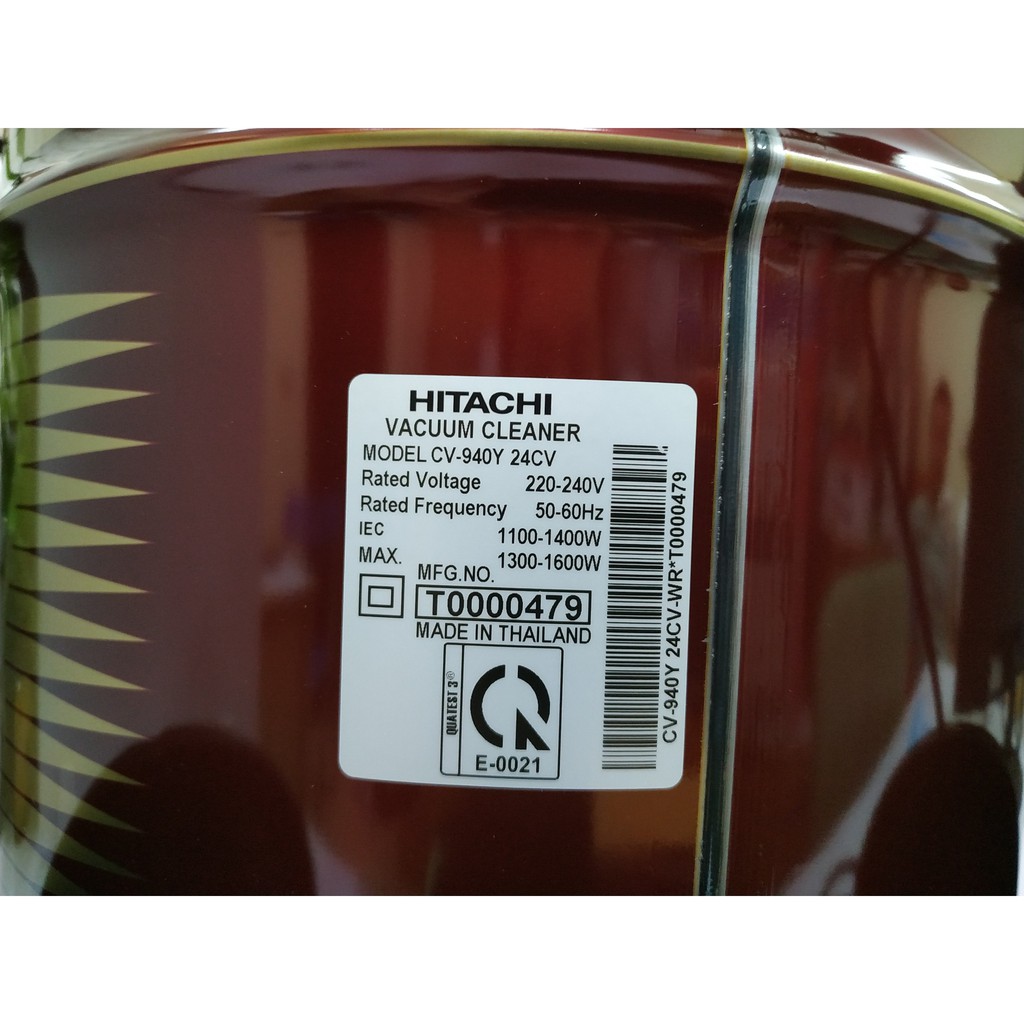 HITACHI
VACUUM CLEANER
MODEL CV-940Y 24CV
Rated Voltage 220-240V
Rated Frequency 50-60Hz
IEC 1100-1400W
MAX. 1300-1600W
MFG.NO.
T0000479
MADE IN THAILAND
QUATEST 3®
CR
E-0021
CV-940Y 24CV-WR*T0000479